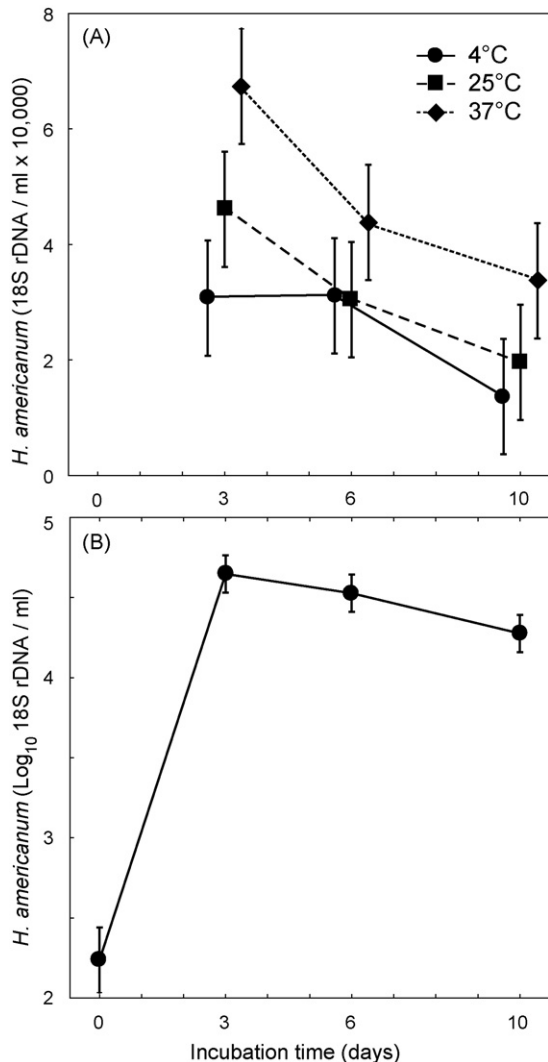 (A)
4°C
25°C
37°C
H. americanum (18S rDNA / ml x 10,000)
8
6
4
2
0
0 3 6 10
(B)
H. americanum (Log10 18S rDNA / ml)
5
4
3
2
0 3 6 10
Incubation time (days)